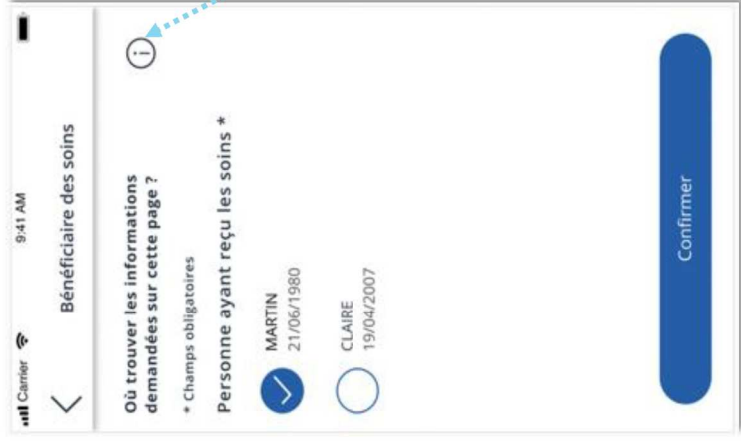 Carrier 9:41 AM
Bénéficiaire des soins
Où trouver les informations
demandées sur cette page ?
i
* Champs obligatoires
Personne ayant reçu les soins *
MARTIN
21/06/1980
CLAIRE
19/04/2007
Confirmer